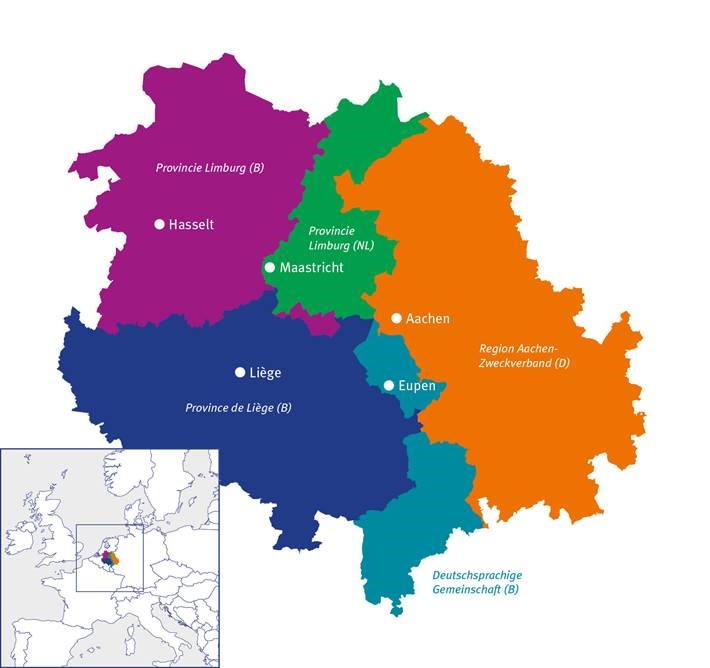 Provincie Limburg (B)
Hasselt
Provincie
Limburg (NL)
Maastricht
Aachen
Region Aachen-
Zweckverband (D)
Liège
Eupen
Province de Liège (B)
Deutschsprachige
Gemeinschaft (B)